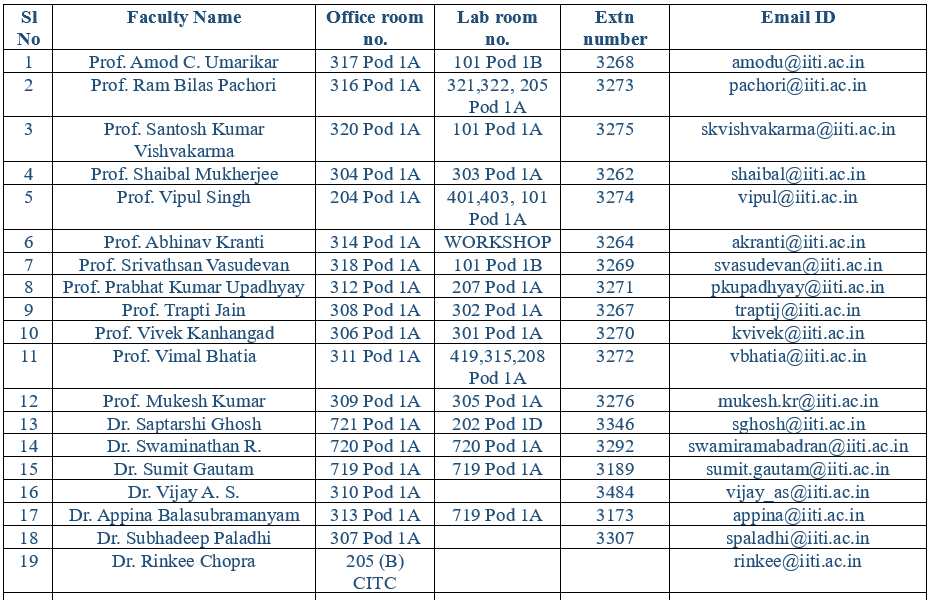 Sl No Faculty Name Office room no. Lab room no. Extn number Email ID
1 Prof. Amod C. Umarikar 317 Pod 1A 101 Pod 1B 3268 amodu@iiti.ac.in
2 Prof. Ram Bilas Pachori 316 Pod 1A 321,322, 205 Pod 1A 3273 pachori@iiti.ac.in
3 Prof. Santosh Kumar Vishvakarma 320 Pod 1A 101 Pod 1A 3275 skvishvakarma@iiti.ac.in
4 Prof. Shaibal Mukherjee 304 Pod 1A 303 Pod 1A 3262 shaibal@iiti.ac.in
5 Prof. Vipul Singh 204 Pod 1A 401,403, 101 Pod 1A 3274 vipul@iiti.ac.in
6 Prof. Abhinav Kranti 314 Pod 1A WORKSHOP 3264 akranti@iiti.ac.in
7 Prof. Srivathsan Vasudevan 318 Pod 1A 101 Pod 1B 3269 svasudevan@iiti.ac.in
8 Prof. Prabhat Kumar Upadhyay 312 Pod 1A 207 Pod 1A 3271 pkupadhyay@iiti.ac.in
9 Prof. Trapti Jain 308 Pod 1A 302 Pod 1A 3267 traptij@iiti.ac.in
10 Prof. Vivek Kanhangad 306 Pod 1A 301 Pod 1A 3270 kvivek@iiti.ac.in
11 Prof. Vimal Bhatia 311 Pod 1A 419,315,208 Pod 1A 3272 vbhatia@iiti.ac.in
12 Prof. Mukesh Kumar 309 Pod 1A 305 Pod 1A 3276 mukesh.kr@iiti.ac.in
13 Dr. Saptarshi Ghosh 721 Pod 1A 202 Pod 1D 3346 sghosh@iiti.ac.in
14 Dr. Swaminathan R. 720 Pod 1A 720 Pod 1A 3292 swamiramabadran@iiti.ac.in
15 Dr. Sumit Gautam 719 Pod 1A 719 Pod 1A 3189 sumit.gautam@iiti.ac.in
16 Dr. Vijay A. S. 310 Pod 1A 3484 vijay_as@iiti.ac.in
17 Dr. Appina Balasubramanyam 313 Pod 1A 719 Pod 1A 3173 appina@iiti.ac.in
18 Dr. Subhadeep Paladhi 307 Pod 1A 3307 spaladhi@iiti.ac.in
19 Dr. Rinkee Chopra 205 (B) CITC rinkee@iiti.ac.in